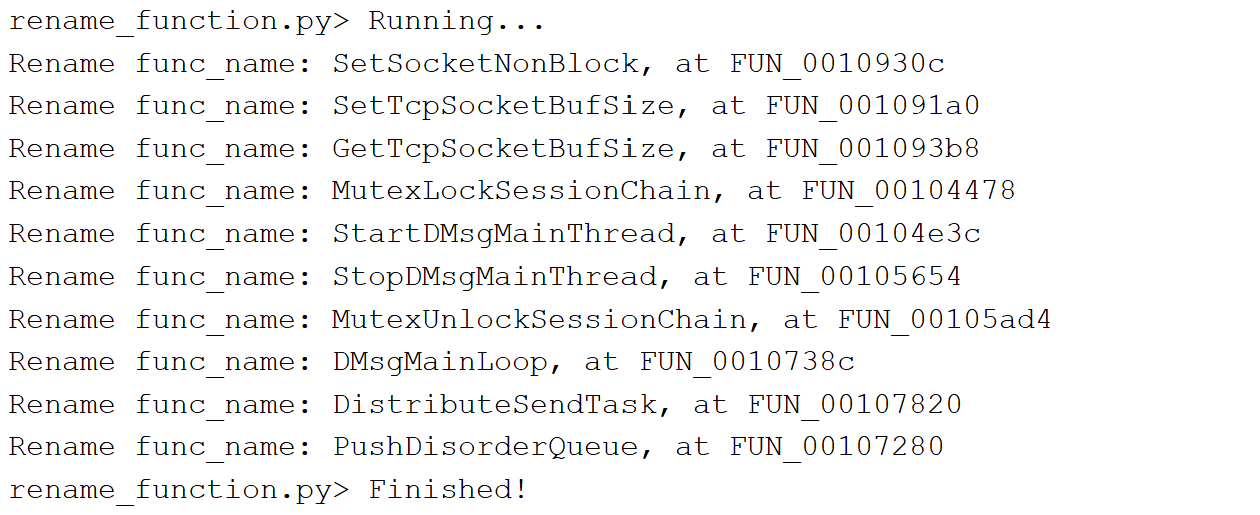 rename_function.py> Running...
Rename func_name: SetSocketNonBlock, at FUN_0010930c
Rename func_name: SetTcpSocketBufSize, at FUN_001091a0
Rename func_name: GetTcpSocketBufSize, at FUN_001093b8
Rename func_name: MutexLockSessionChain, at FUN_00104478
Rename func_name: StartDMsgMainThread, at FUN_00104e3c
Rename func_name: StopDMsgMainThread, at FUN_00105654
Rename func_name: MutexUnlockSessionChain, at FUN_00105ad4
Rename func_name: DMsgMainLoop, at FUN_0010738c
Rename func_name: DistributeSendTask, at FUN_00107820
Rename func_name: PushDisorderQueue, at FUN_00107280
rename_function.py> Finished!